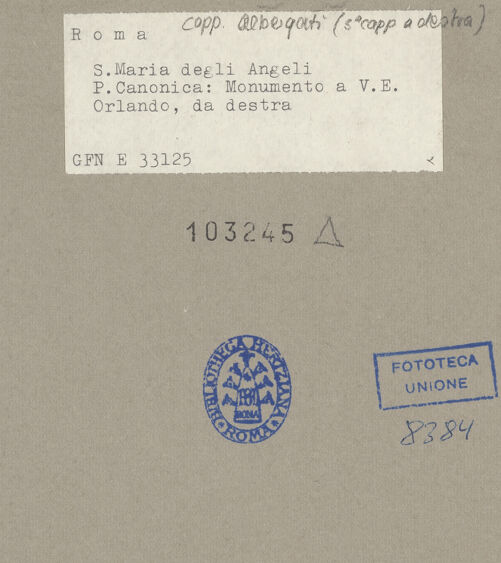 Roma capp. Albergati (5ª capp a destra)
S.Maria degli Angeli
P.Canonica: Monumento a V.E.
Orlando, da destra
GFN E 33125
103245
BIBLIOTHECA HERTZIANA
ROMA
FOTOTECA
UNIONE
8384